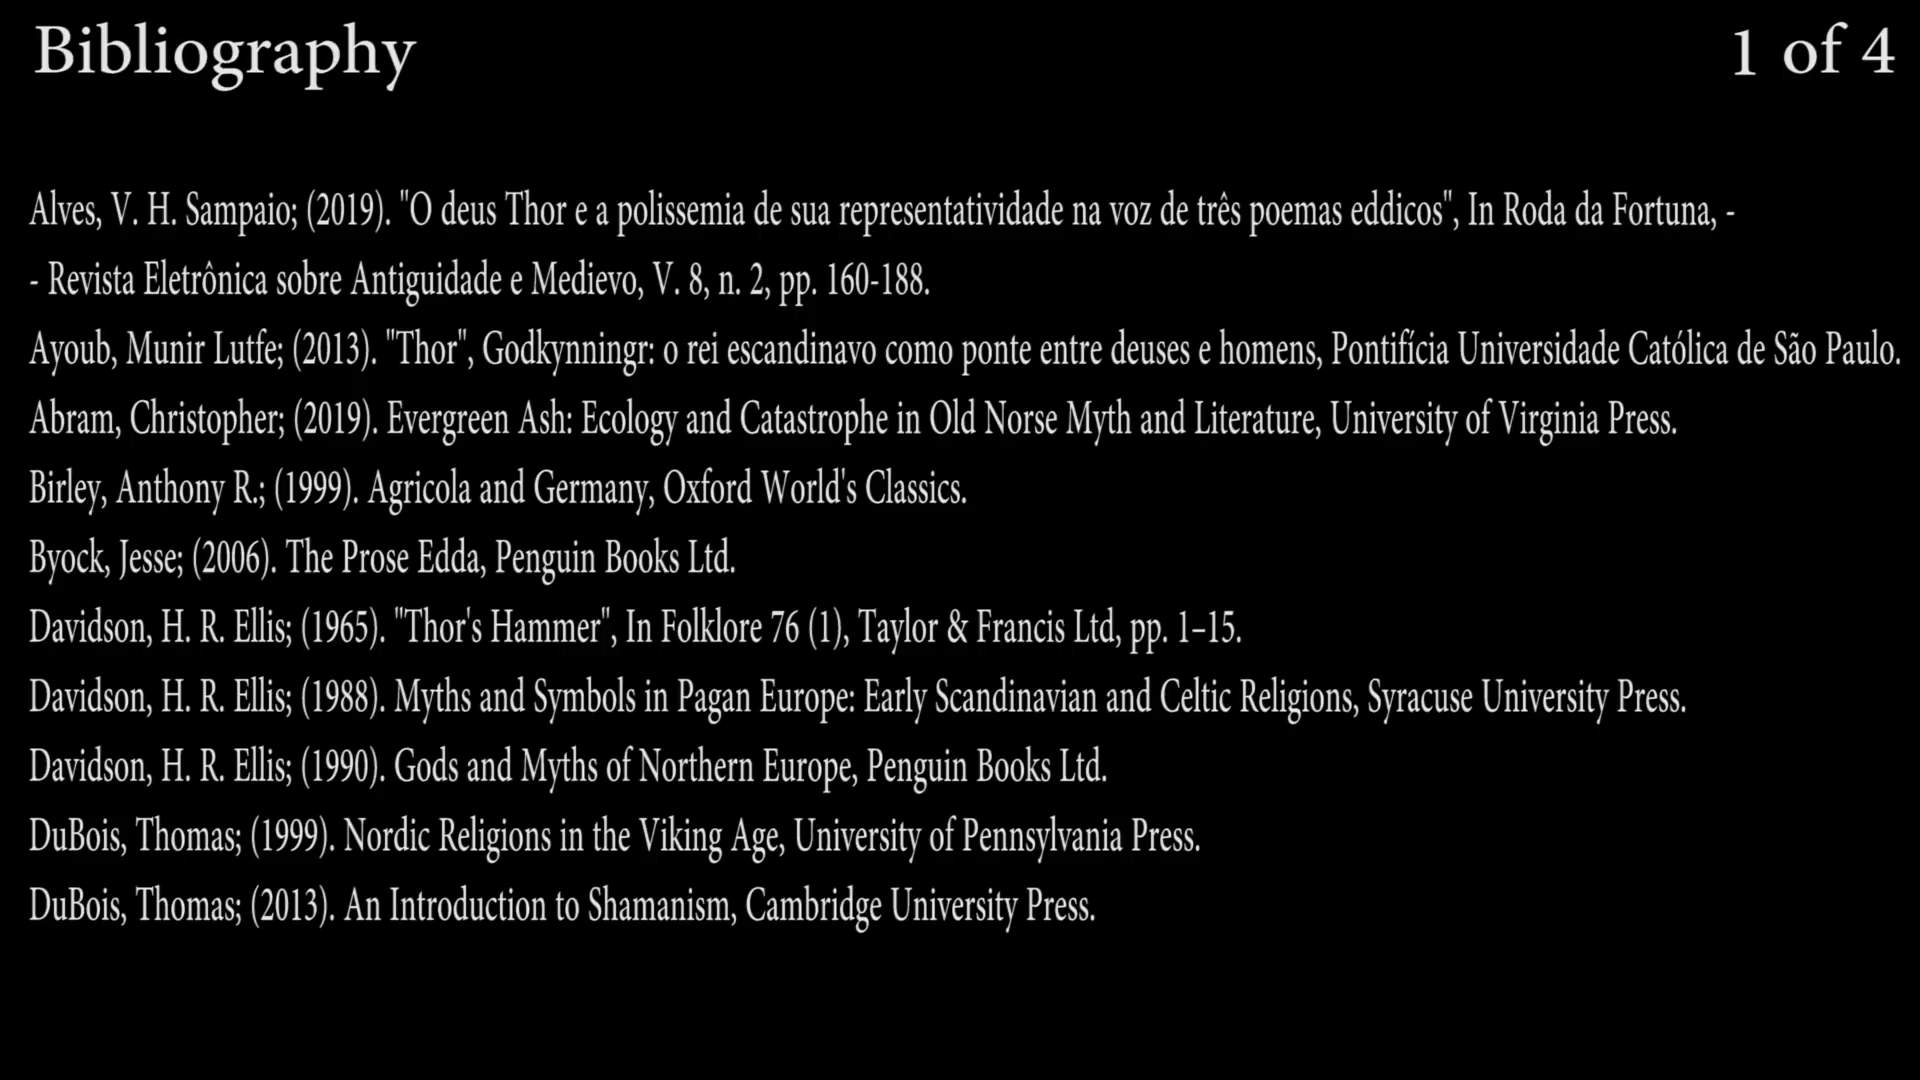 Bibliography
1 of 4
Alves, V. H. Sampaio; (2019). "O deus Thor e a polissemia de sua representatividade na voz de três poemas eddicos", In Roda da Fortuna, -
- Revista Eletrônica sobre Antiguidade e Medievo, V. 8, n. 2, pp. 160-188.
Ayoub, Munir Lutfe; (2013). "Thor", Godkynningr: o rei escandinavo como ponte entre deuses e homens, Pontifícia Universidade Católica de São Paulo.
Abram, Christopher; (2019). Evergreen Ash: Ecology and Catastrophe in Old Norse Myth and Literature, University of Virginia Press.
Birley, Anthony R.; (1999). Agricola and Germany, Oxford World's Classics.
Byock, Jesse; (2006). The Prose Edda, Penguin Books Ltd.
Davidson, H. R. Ellis; (1965). "Thor's Hammer", In Folklore 76 (1), Taylor & Francis Ltd, pp. 1–15.
Davidson, H. R. Ellis; (1988). Myths and Symbols in Pagan Europe: Early Scandinavian and Celtic Religions, Syracuse University Press.
Davidson, H. R. Ellis; (1990). Gods and Myths of Northern Europe, Penguin Books Ltd.
DuBois, Thomas; (1999). Nordic Religions in the Viking Age, University of Pennsylvania Press.
DuBois, Thomas; (2013). An Introduction to Shamanism, Cambridge University Press.